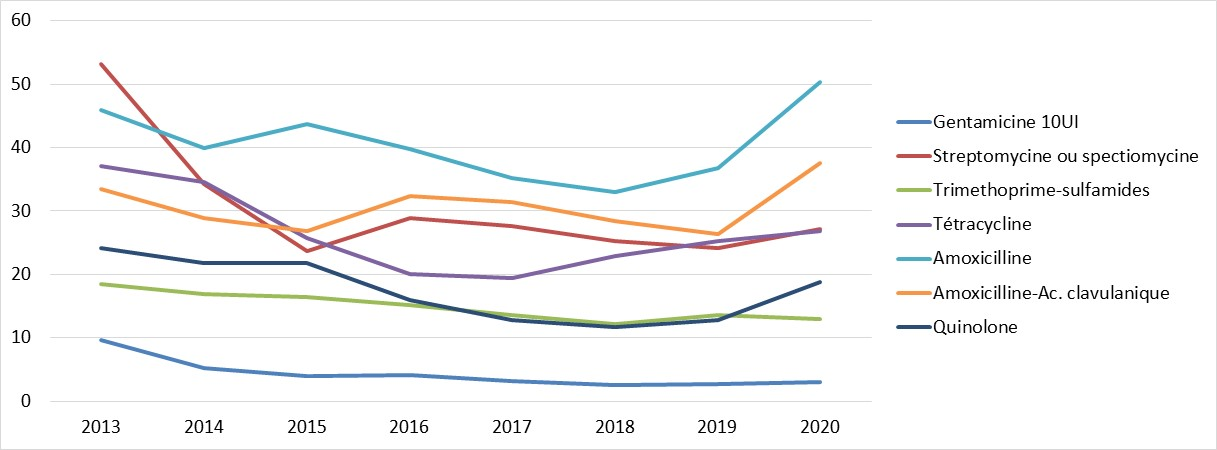 60
50
40
30
20
10
0
2013 2014 2015 2016 2017 2018 2019 2020
Gentamicine 10UI
Streptomycine ou spectiomycine
Trimethoprime-sulfamides
Tétracycline
Amoxicilline
Amoxicilline-Ac. clavulanique
Quinolone